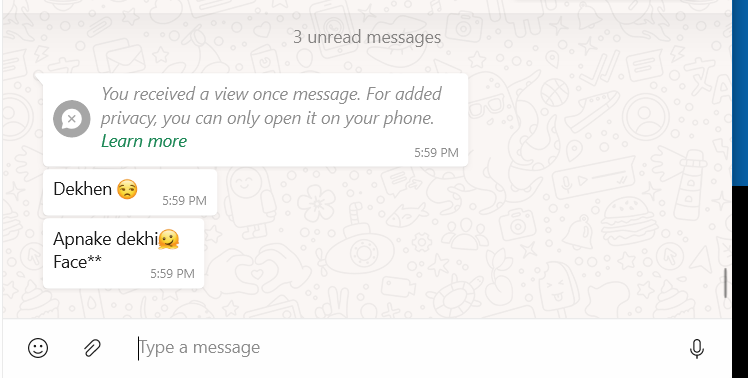 3 unread messages
You received a view once message. For added
privacy, you can only open it on your phone.
Learn more
5:59 PM
Dekhen 😒
5:59 PM
Apnake dekhi🫠
Face**
5:59 PM
Type a message